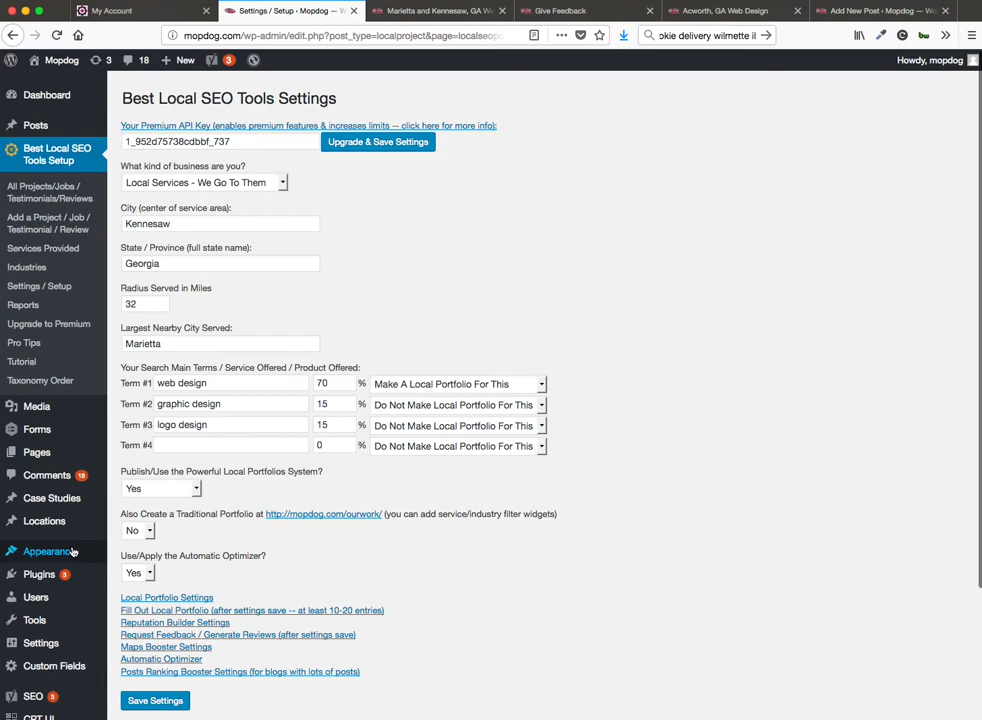 My Account
Settings / Setup ‹ Mopdog —
Marietta and Kennesaw, GA
Give Feedback
Acworth, GA Web Design
Add New Post ‹ Mopdog —
mopdog.com/wp-admin/edit.php?post_type=localproject&page=localseop
okie delivery wilmette il
Mopdog
3
18
New
3
Howdy, mopdog
Dashboard
Posts
Best Local SEO
Tools Setup
All Projects/Jobs /
Testimonials/Reviews
Add a Project / Job /
Testimonial / Review
Services Provided
Industries
Settings / Setup
Reports
Upgrade to Premium
Pro Tips
Tutorial
Taxonomy Order
Media
Forms
Pages
Comments 18
Case Studies
Locations
Appearance
Plugins 3
Users
Tools
Settings
Custom Fields
SEO 3
CPT UI
Best Local SEO Tools Settings
Your Premium API Key (enables premium features & increases limits -- click here for more info):
1_952d75738cdbbf_737
Upgrade & Save Settings
What kind of business are you?
Local Services - We Go To Them
City (center of service area):
Kennesaw
State / Province (full state name):
Georgia
Radius Served in Miles
32
Largest Nearby City Served:
Marietta
Your Search Main Terms / Service Offered / Product Offered:
Term #1 web design 70 % Make A Local Portfolio For This
Term #2 graphic design 15 % Do Not Make Local Portfolio For This
Term #3 logo design 15 % Do Not Make Local Portfolio For This
Term #4 0 % Do Not Make Local Portfolio For This
Publish/Use the Powerful Local Portfolios System?
Yes
Also Create a Traditional Portfolio at http://mopdog.com/ourwork/ (you can add service/industry filter widgets)
No
Use/Apply the Automatic Optimizer?
Yes
Local Portfolio Settings
Fill Out Local Portfolio (after settings save -- at least 10-20 entries)
Reputation Builder Settings
Request Feedback / Generate Reviews (after settings save)
Maps Booster Settings
Automatic Optimizer
Posts Ranking Booster Settings (for blogs with lots of posts)
Save Settings